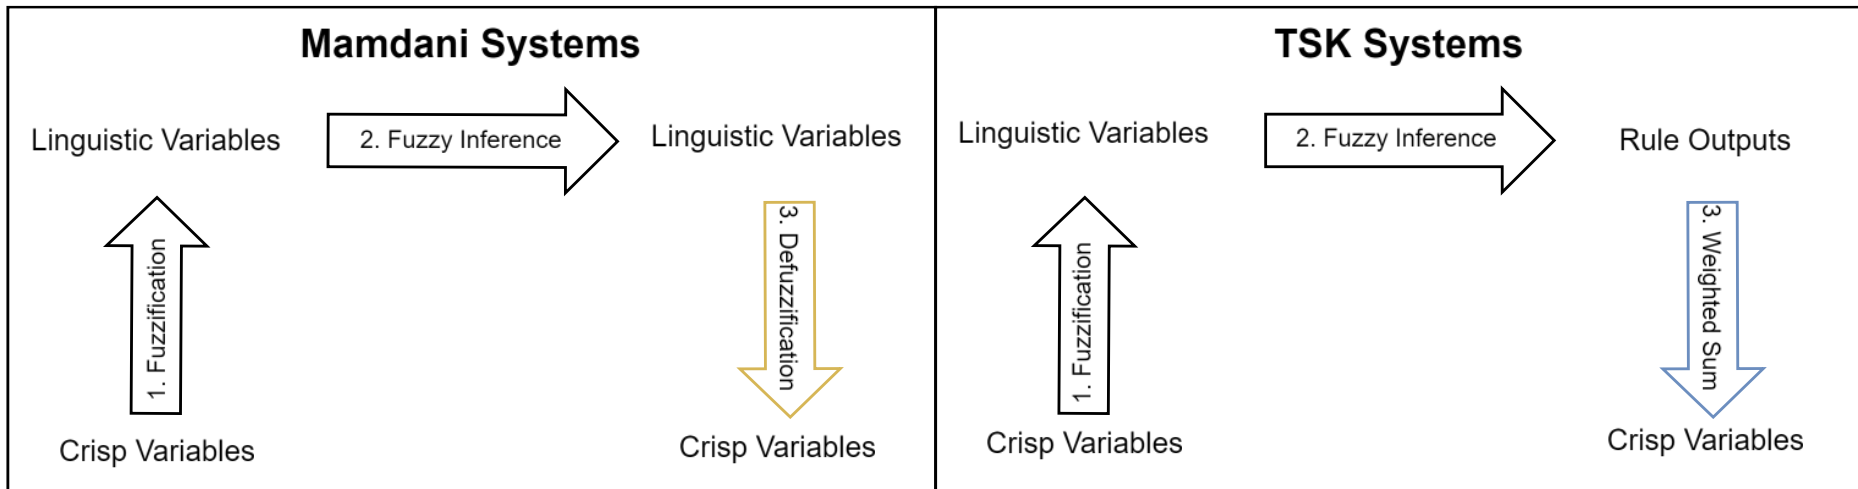 Mamdani Systems
Linguistic Variables
2. Fuzzy Inference
Linguistic Variables
1. Fuzzification
3. Defuzzification
Crisp Variables
Crisp Variables
TSK Systems
Linguistic Variables
2. Fuzzy Inference
Rule Outputs
1. Fuzzification
3. Weighted Sum
Crisp Variables
Crisp Variables